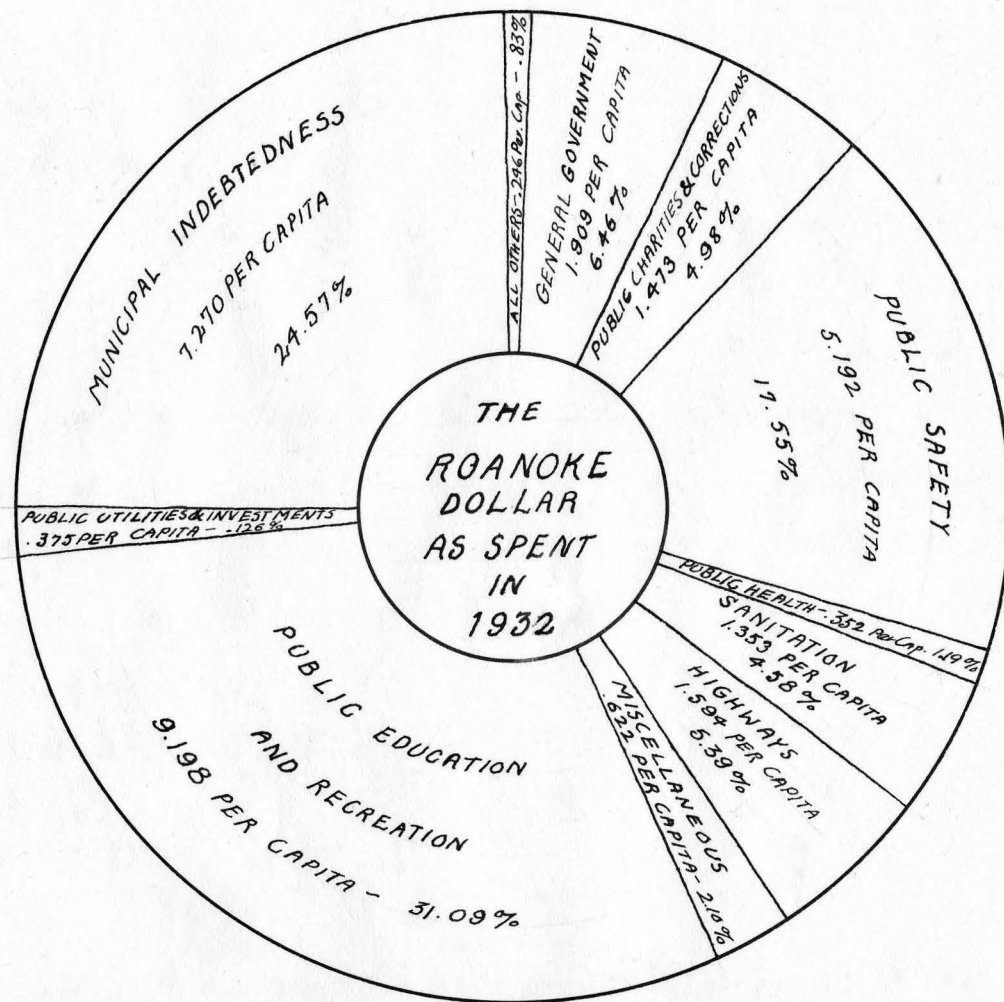 THE
ROANOKE
DOLLAR
AS SPENT
IN
1932
ALL OTHERS - .246 Per. Cap - .83%
GENERAL GOVERNMENT
1.909 PER CAPITA
6.46%
PUBLIC CHARITIES & CORRECTIONS
1.473 PER CAPITA
4.98%
PUBLIC SAFETY
5.192 PER CAPITA
17.55%
PUBLIC HEALTH - .352 Per Cap. 1.19%
SANITATION
1.353 PER CAPITA
4.58%
HIGHWAYS
1.594 PER CAPITA
5.39%
MISCELLANEOUS
.622 PER CAPITA - 2.10%
PUBLIC EDUCATION
AND RECREATION
9.198 PER CAPITA - 31.09%
PUBLIC UTILITIES & INVESTMENTS
.375 PER CAPITA - .126%
MUNICIPAL INDEBTEDNESS
7.270 PER CAPITA
24.57%